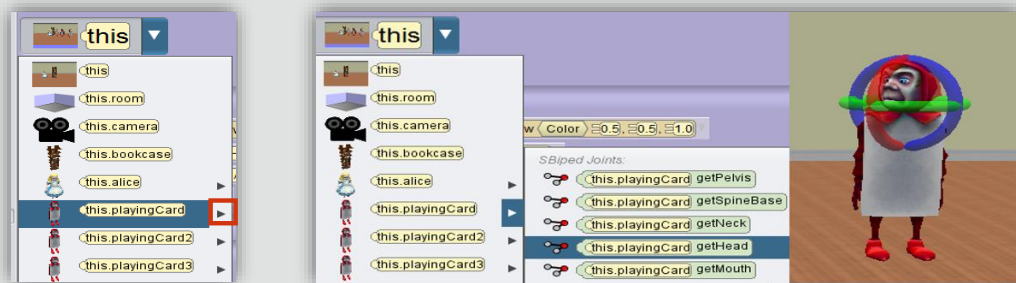 this
this
this.room
this.camera
this.bookcase
this.alice
this.playingCard
this.playingCard2
this.playingCard3
this
this
this.room
this.camera
this.bookcase
this.alice
this.playingCard
this.playingCard2
this.playingCard3
w Color 0.5, 0.5, 1.0
SBiped Joints:
this.playingCard getPelvis
this.playingCard getSpineBase
this.playingCard getNeck
this.playingCard getHead
this.playingCard getMouth